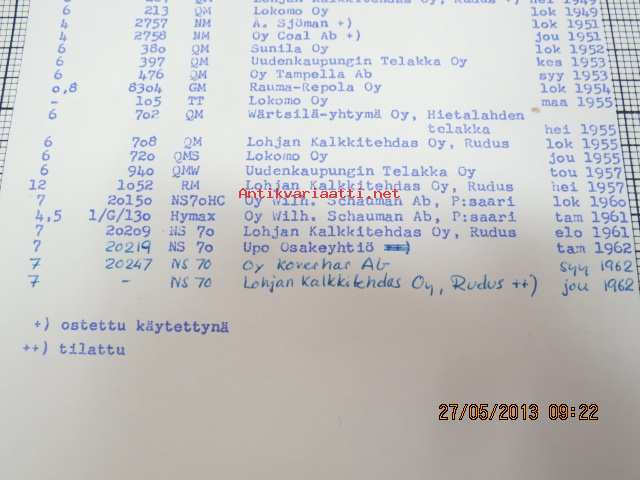 Lohjan Kalkkitehdas Oy, Rudus +) hei 1949
6 213 QM Lokomo Oy lok 1949
6 2757 NM A. Sjöman +) lok 1951
4 2758 NM Oy Coal Ab +) jou 1951
6 380 QM Sunila Oy lok 1952
6 397 QM Uudenkaupungin Telakka Oy kes 1953
6 476 QM Oy Tampella Ab syy 1953
0,8 8304 GM Rauma-Repola Oy lok 1954
- 105 TT Lokomo Oy maa 1955
6 702 QM Wärtsilä-yhtymä Oy, Hietalahden
telakka hei 1955
6 708 QM Lohjan Kalkkitehdas Oy, Rudus lok 1955
6 720 QMS Lokomo Oy jou 1955
6 940 QMW Uudenkaupungin Telakka Oy tou 1957
12 1052 RM Lohjan Kalkkitehdas Oy, Rudus hei 1957
Antikvariaatti.net
7 20150 NS70HC Oy Wilh. Schauman Ab, P:saari lok 1960
4,5 1/G/130 Hymax Oy Wilh. Schauman Ab, P:saari tam 1961
7 20209 NS 70 Lohjan Kalkkitehdas Oy, Rudus elo 1961
7 20219 NS 70 Upo Osakeyhtiö ++) tam 1962
7 20247 NS 70 Oy Koverhar Ab syy 1962
7 - NS 70 Lohjan Kalkkitehdas Oy, Rudus ++) jou 1962
+) ostettu käytettynä
++) tilattu
27/05/2013 09:22